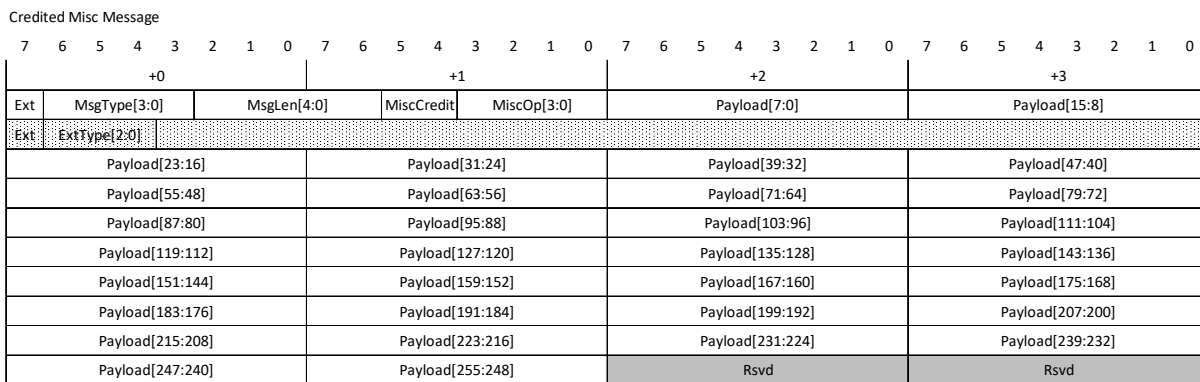 Credited Misc Message
7 6 5 4 3 2 1 0 7 6 5 4 3 2 1 0 7 6 5 4 3 2 1 0 7 6 5 4 3 2 1 0
+0 +1 +2 +3
Ext MsgType[3:0] MsgLen[4:0] MiscCredit MiscOp[3:0] Payload[7:0] Payload[15:8]
Ext ExtType[2:0]
Payload[23:16] Payload[31:24] Payload[39:32] Payload[47:40]
Payload[55:48] Payload[63:56] Payload[71:64] Payload[79:72]
Payload[87:80] Payload[95:88] Payload[103:96] Payload[111:104]
Payload[119:112] Payload[127:120] Payload[135:128] Payload[143:136]
Payload[151:144] Payload[159:152] Payload[167:160] Payload[175:168]
Payload[183:176] Payload[191:184] Payload[199:192] Payload[207:200]
Payload[215:208] Payload[223:216] Payload[231:224] Payload[239:232]
Payload[247:240] Payload[255:248] Rsvd Rsvd